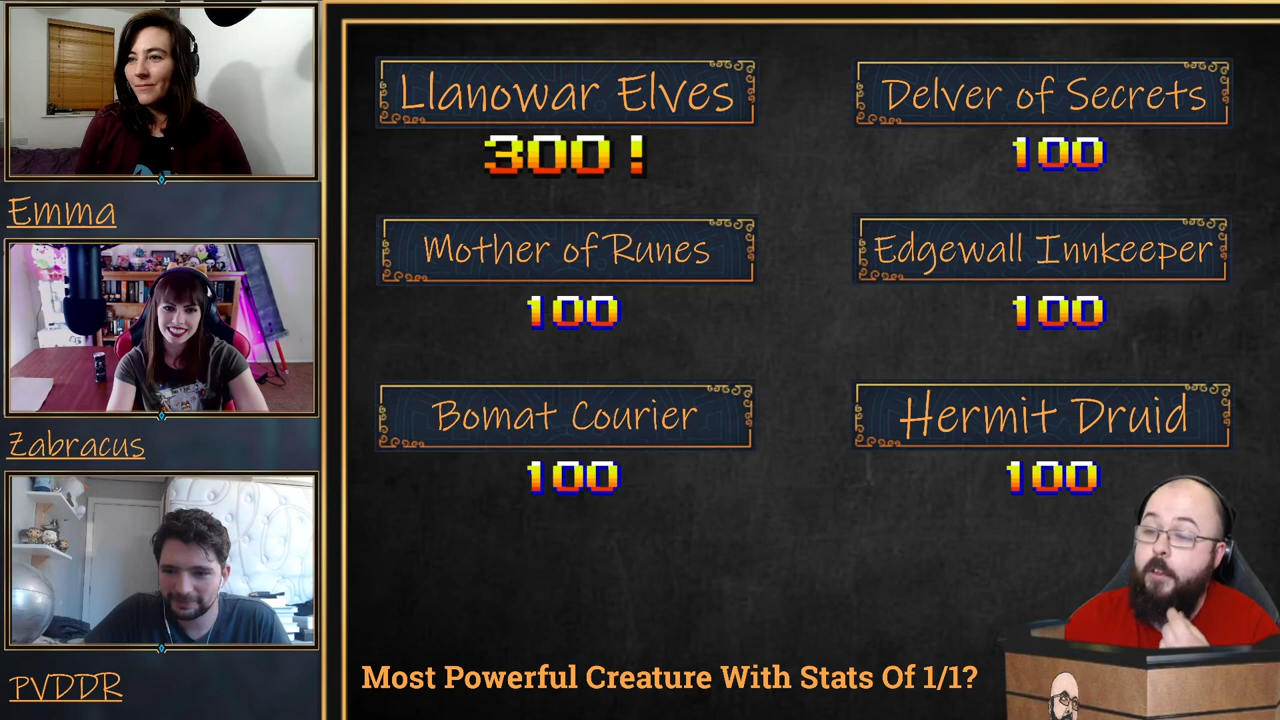 Emma
Zabracus
PVDDR
Llanowar Elves
300!
Delver of Secrets
100
Mother of Runes
100
Edgewall Innkeeper
100
Bomat Courier
100
Hermit Druid
100
Most Powerful Creature With Stats Of 1/1?